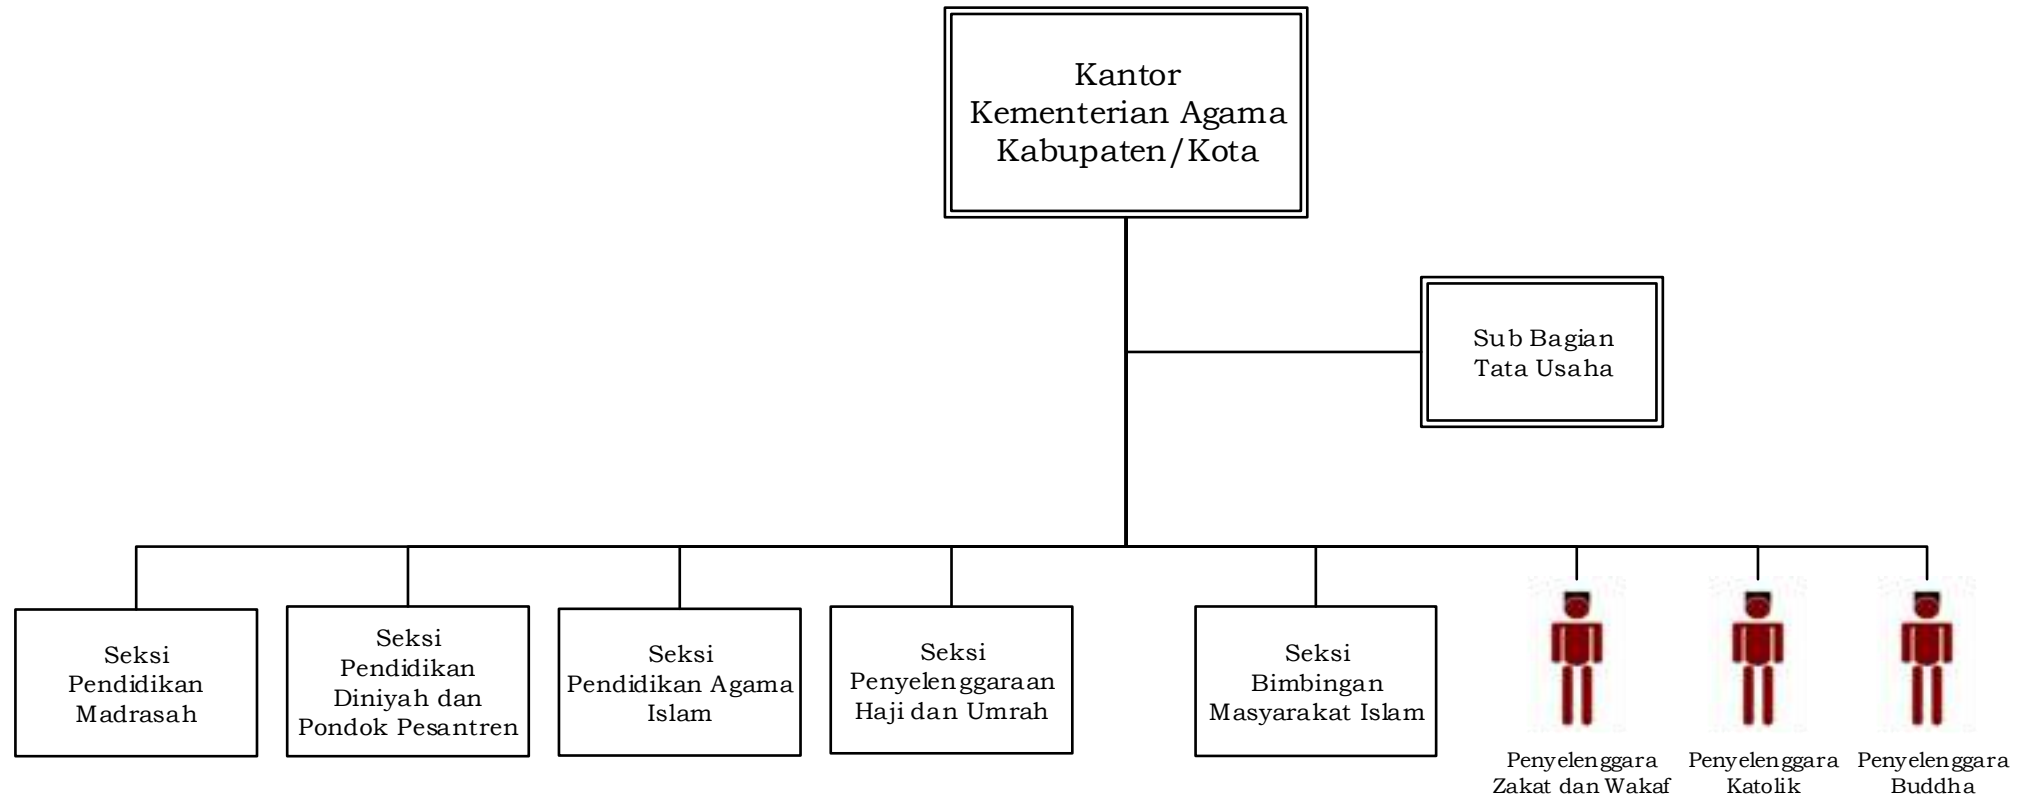 Kantor
Kementerian Agama
Kabupaten/Kota
Sub Bagian
Tata Usaha
Seksi
Pendidikan
Madrasah
Seksi
Pendidikan
Diniyah dan
Pondok Pesantren
Seksi
Pendidikan Agama
Islam
Seksi
Penyelenggaraan
Haji dan Umrah
Seksi
Bimbingan
Masyarakat Islam
Penyelenggara
Zakat dan Wakaf
Penyelenggara
Katolik
Penyelenggara
Buddha